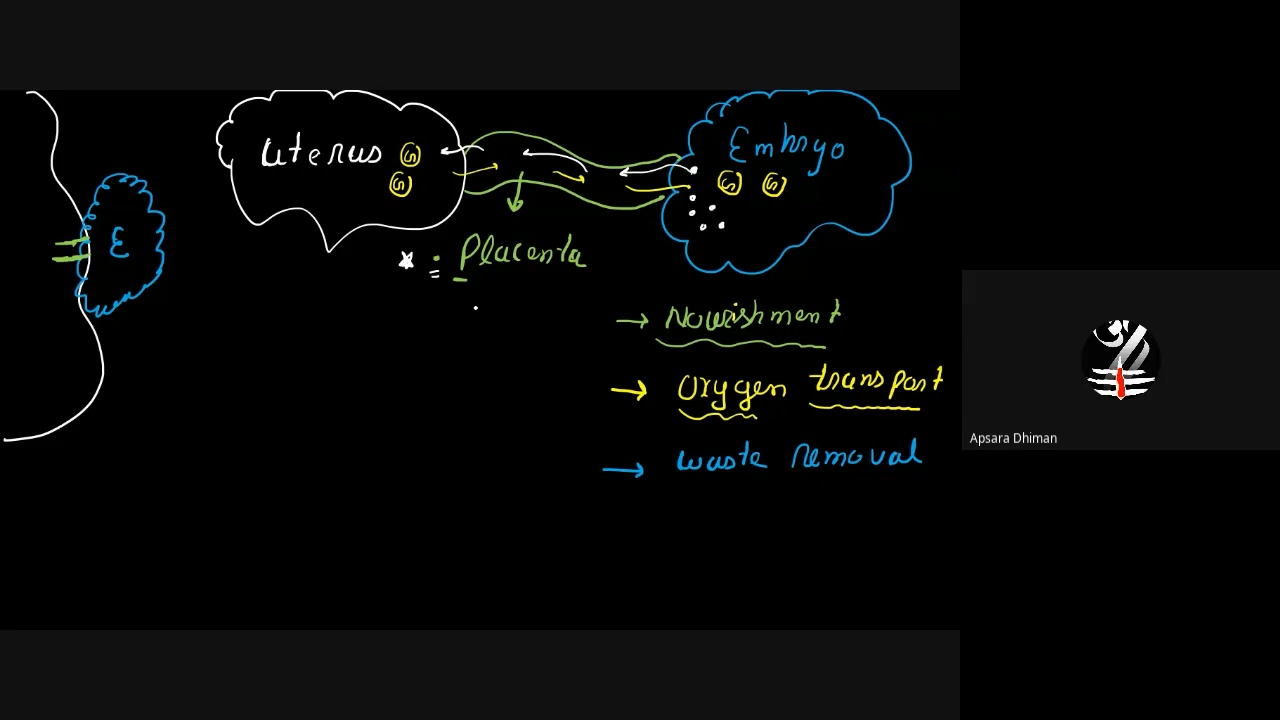 Uterus G
G
Embryo
G G
E
Placenta
Nourishment
Oxygen transport
waste removal
Apsara Dhiman